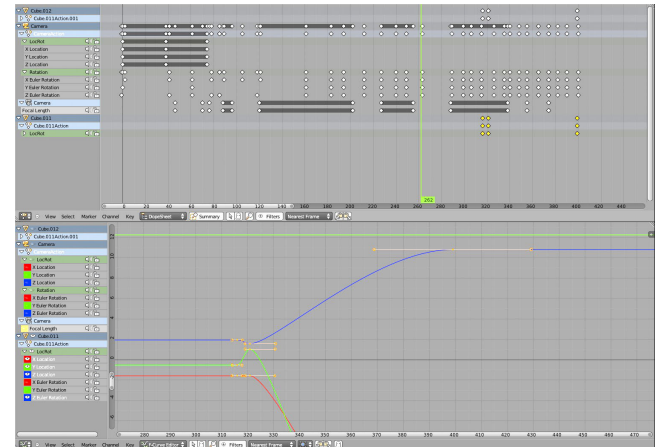 Cube.012
Cube.011Action.001
Camera
LocRot
X Location
Y Location
Z Location
Rotation
X Euler Rotation
Y Euler Rotation
Z Euler Rotation
Camera
Focal Length
Cube.011
Cube.011Action
LocRot
0 20 40 60 80 100 120 140 160 180 200 220 240 262 280 300 320 340 360 380 400 420 440
View Select Marker Channel Key Dopesheet Summary Filters Nearest Frame
Cube.012
Cube.011Action.001
Camera
LocRot
X Location
Y Location
Z Location
Rotation
X Euler Rotation
Y Euler Rotation
Z Euler Rotation
Camera
Focal Length
Cube.011
Cube.011Action
LocRot
X Location
Y Location
Z Location
X Euler Rotation
Y Euler Rotation
Z Euler Rotation
280 290 300 310 320 330 340 350 360 370 380 390 400 410 420 430 440 450 460 470
View Select Marker Channel Key F-Curve Editor Filters Nearest Frame